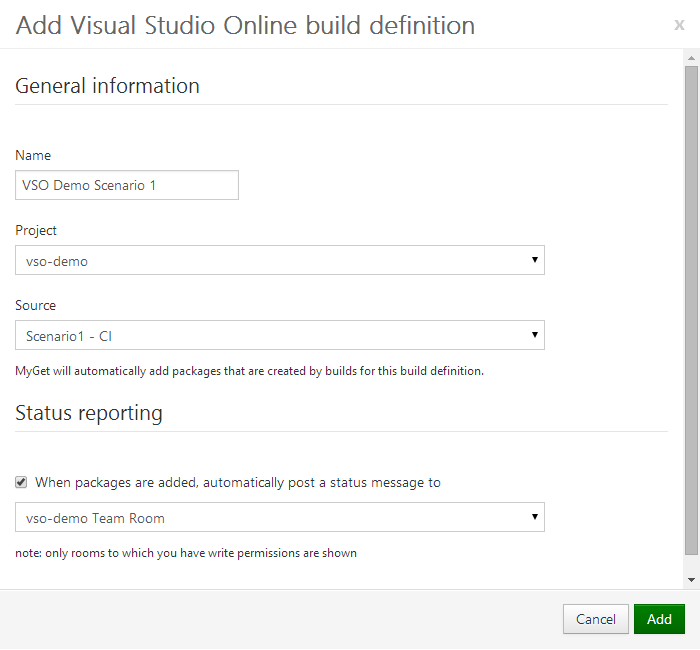 Add Visual Studio Online build definition
x
General information
Name
VSO Demo Scenario 1
Project
vso-demo
Source
Scenario1 - CI
MyGet will automatically add packages that are created by builds for this build definition.
Status reporting
When packages are added, automatically post a status message to
vso-demo Team Room
note: only rooms to which you have write permissions are shown
Cancel Add